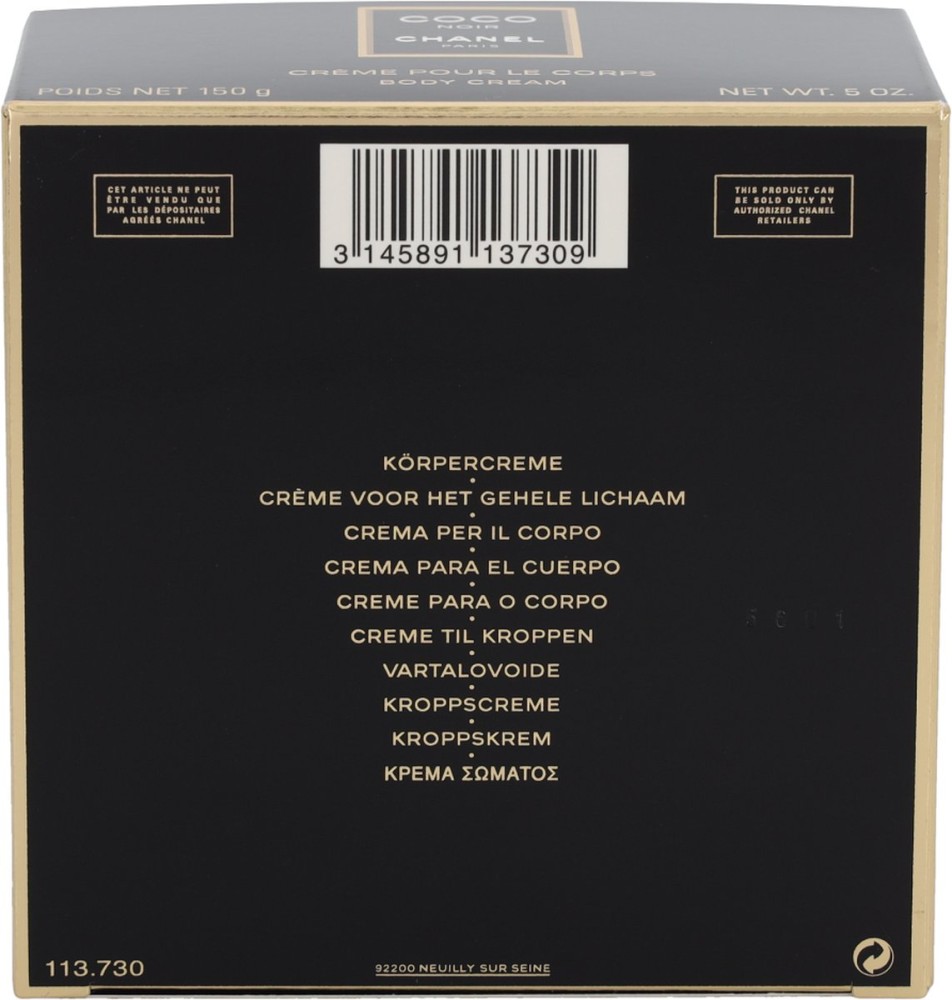 COCO
NOIR
CHANEL
PARIS
CRÈME POUR LE CORPS
BODY CREAM
POIDS NET 150 g
NET WT. 5 OZ.
CET ARTICLE NE PEUT
ÊTRE VENDU QUE
PAR LES DÉPOSITAIRES
AGRÉÉS CHANEL
3 145891 137309
THIS PRODUCT CAN
BE SOLD ONLY BY
AUTHORIZED CHANEL
RETAILERS
KÖRPERCREME
CRÈME VOOR HET GEHELE LICHAAM
CREMA PER IL CORPO
CREMA PARA EL CUERPO
CREME PARA O CORPO
CREME TIL KROPPEN
VARTALOVOIDE
KROPPSCREME
KROPPSKREM
ΚΡΕΜΑ ΣΩΜΑΤΟΣ
113.730
92200 NEUILLY SUR SEINE